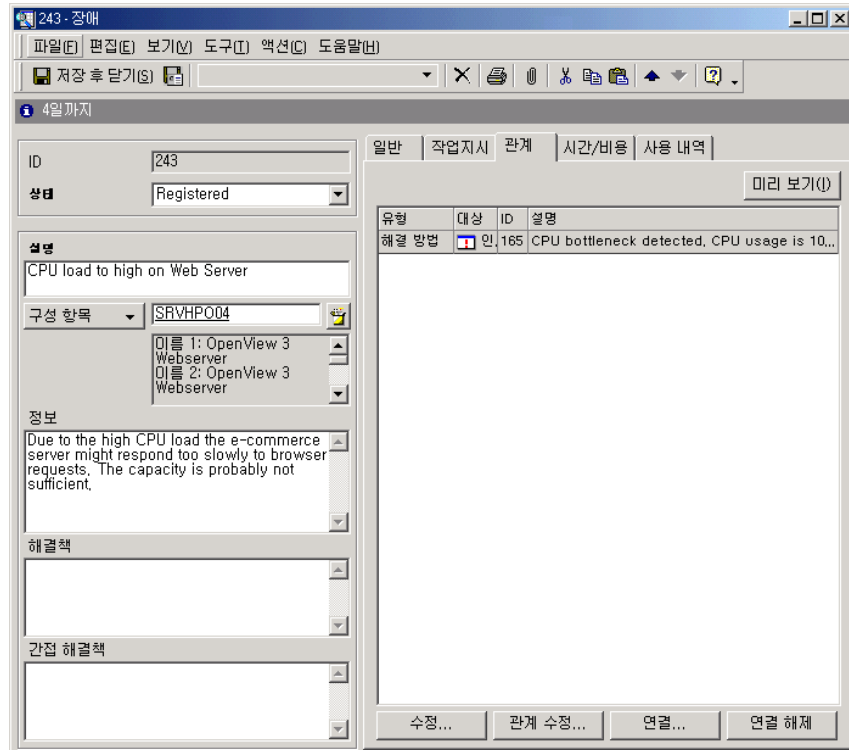 243 - 장애
파일(F) 편집(E) 보기(V) 도구(T) 액션(C) 도움말(H)
저장 후 닫기(S)
4일까지
ID 243
상태 Registered
설명
CPU load to high on Web Server
구성 항목 SRVHPO04
이름 1: OpenView 3
Webserver
이름 2: OpenView 3
Webserver
정보
Due to the high CPU load the e-commerce
server might respond too slowly to browser
requests. The capacity is probably not
sufficient.
해결책
간접 해결책
일반 작업지시 관계 시간/비용 사용 내역
미리 보기(I)
유형 대상 ID 설명
해결 방법 인. 165 CPU bottleneck detected, CPU usage is 10...
수정... 관계 수정... 연결... 연결 해제